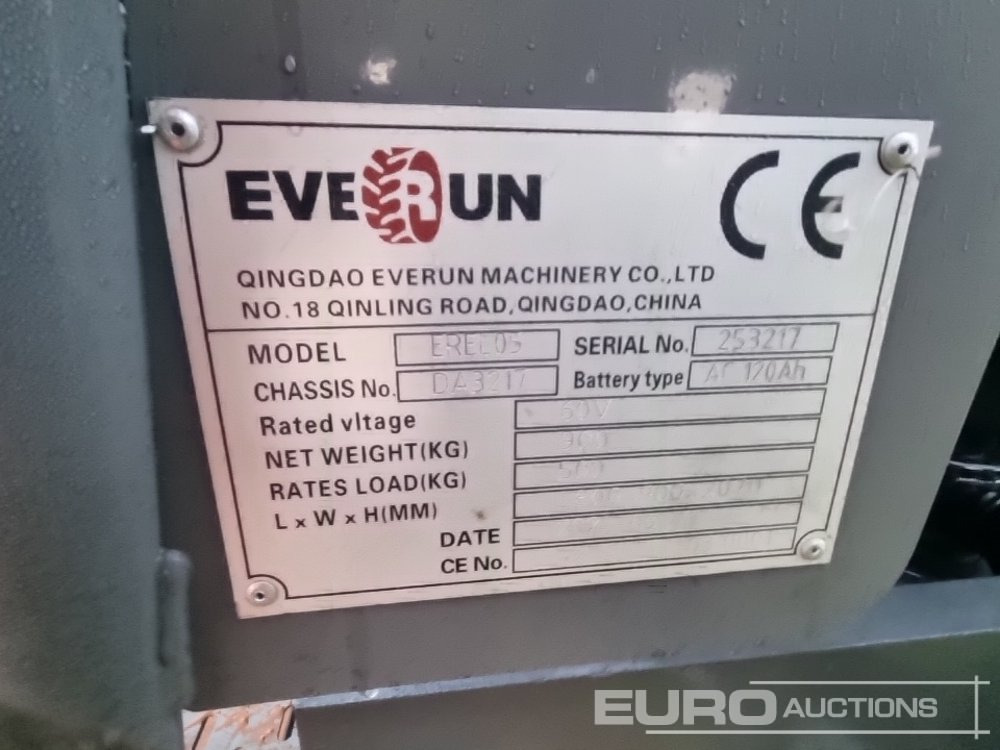 EVERUN CE
QINGDAO EVERUN MACHINERY CO.,LTD
NO.18 QINLING ROAD,QINGDAO,CHINA
MODEL EREL05 SERIAL No. 253217
CHASSIS No. DA3217 Battery type AC 120Ah
Rated vltage 60V
NET WEIGHT(KG)
RATES LOAD(KG)
L x W x H(MM)
DATE
CE No.
EURO AUCTIONS